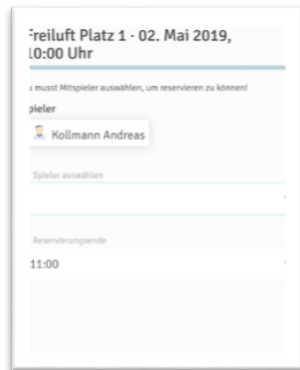 Freiluft Platz 1 - 02. Mai 2019,
10:00 Uhr
u musst Mitspieler auswählen, um reservieren zu können!
pieler
Kollmann Andreas
Spieler auswählen
Reservierungsende
11:00